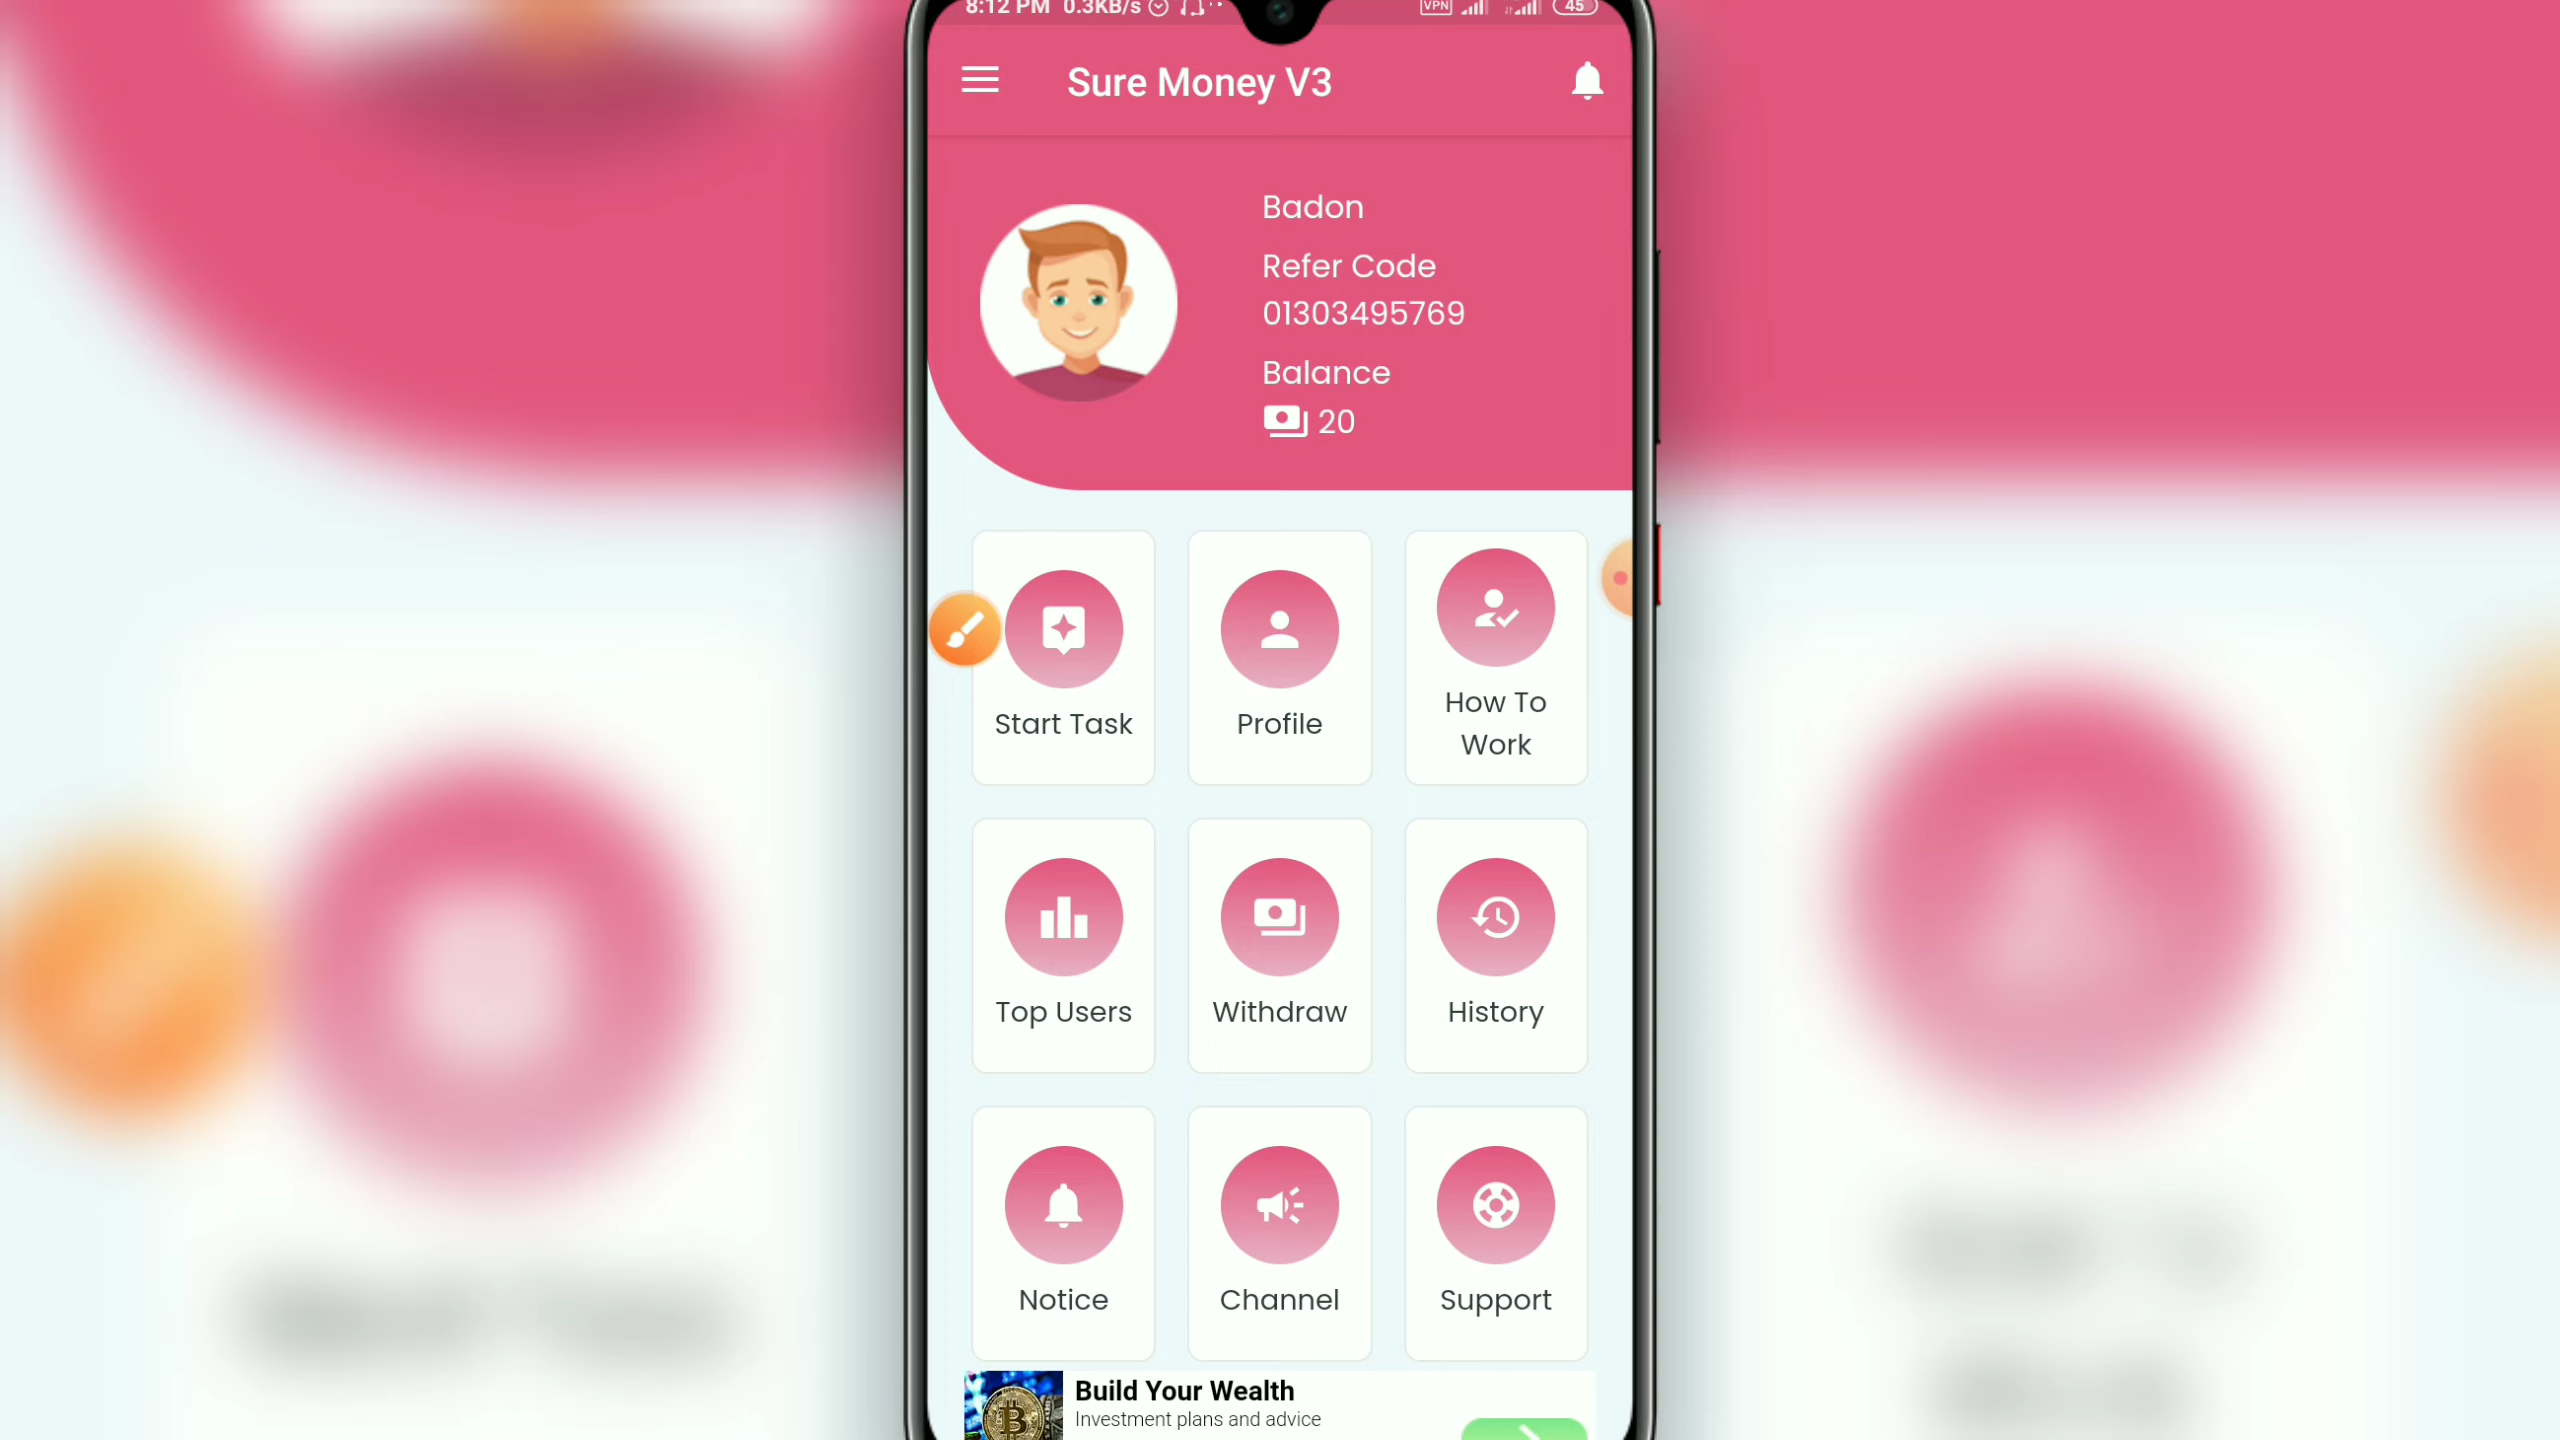 8:12 PM 0.3KB/s VPN 45
Sure Money V3
Badon
Refer Code
01303495769
Balance
20
Start Task
Profile
How To
Work
Top Users
Withdraw
History
Notice
Channel
Support
Build Your Wealth
Investment plans and advice